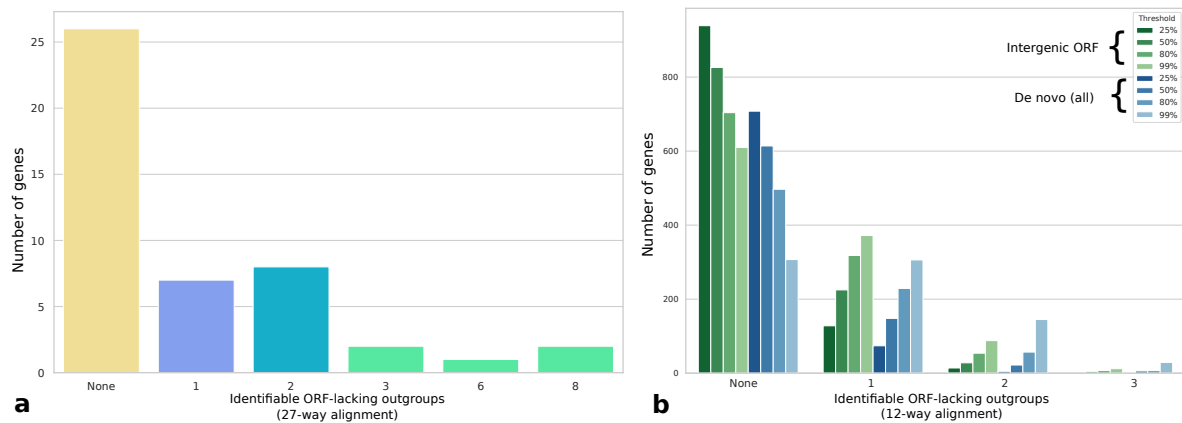 25
20
15
10
5
0
Number of genes
None 1 2 3 6 8
Identifiable ORF-lacking outgroups
(27-way alignment)
a
800
600
400
200
0
Number of genes
Intergenic ORF {
De novo (all) {
Threshold
25%
50%
80%
99%
25%
50%
80%
99%
None 1 2 3
Identifiable ORF-lacking outgroups
(12-way alignment)
b